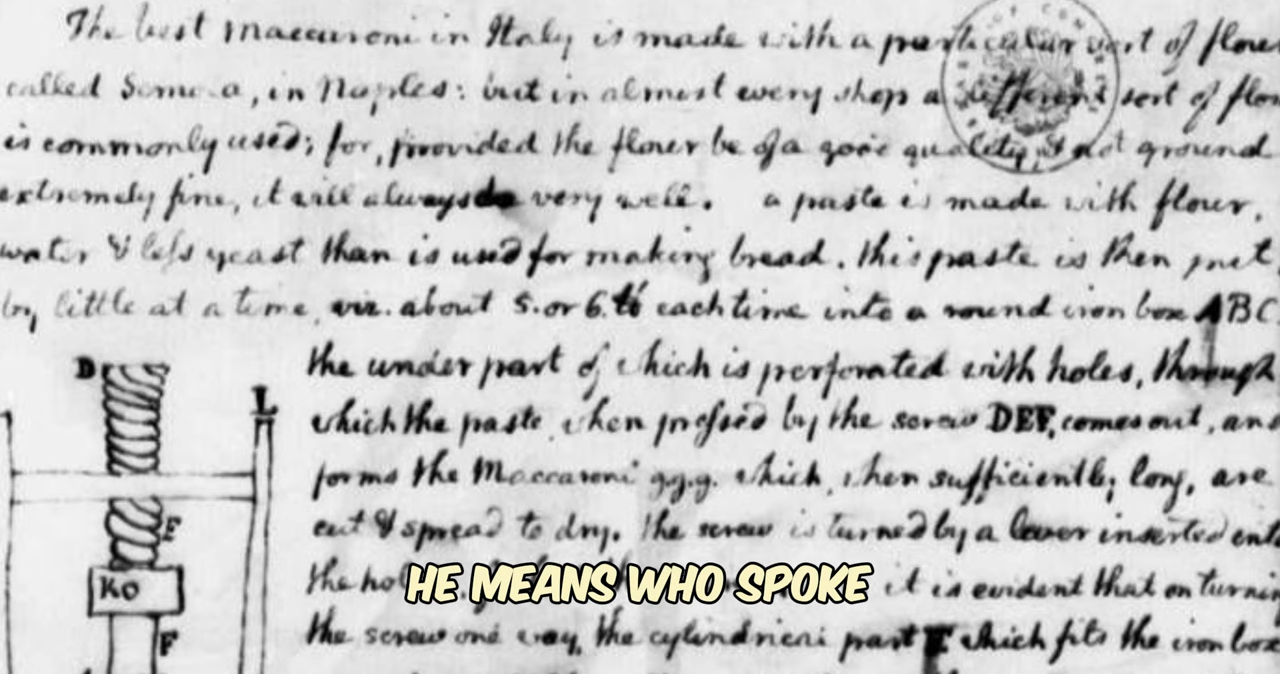 The best maccaroni in Italy is made with a particular sort of flour
called Semola, in Naples: but in almost every shop a different sort of flou
is commonly used; for, provided the flour be of a good quality, & not ground
extremely fine, it will always do very well. a paste is made with flour,
water & less yeast than is used for making bread. this paste is then put,
by little at a time, viz. about 5. or 6. ℔ each time into a round iron box ABC.
the under part of which is perforated with holes, through
which the paste, when pressed by the screw DEF, comes out, and
forms the Maccaroni g.g.g. which, when sufficiently long, are
cut & spread to dry. the screw is turned by a lever inserted into
the ho it is evident that on turning
the screw one way, the cylindrical part F which fits the iron box
D
L
E
KO
F
HE MEANS WHO SPOKE